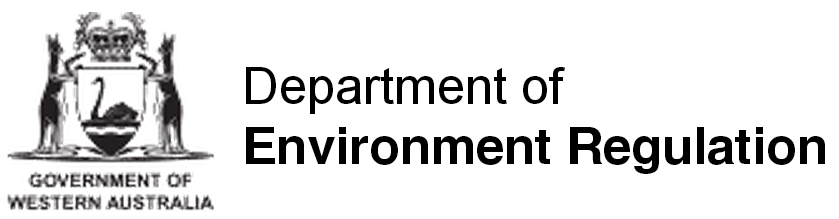 Department of
Environment Regulation
GOVERNMENT OF
WESTERN AUSTRALIA